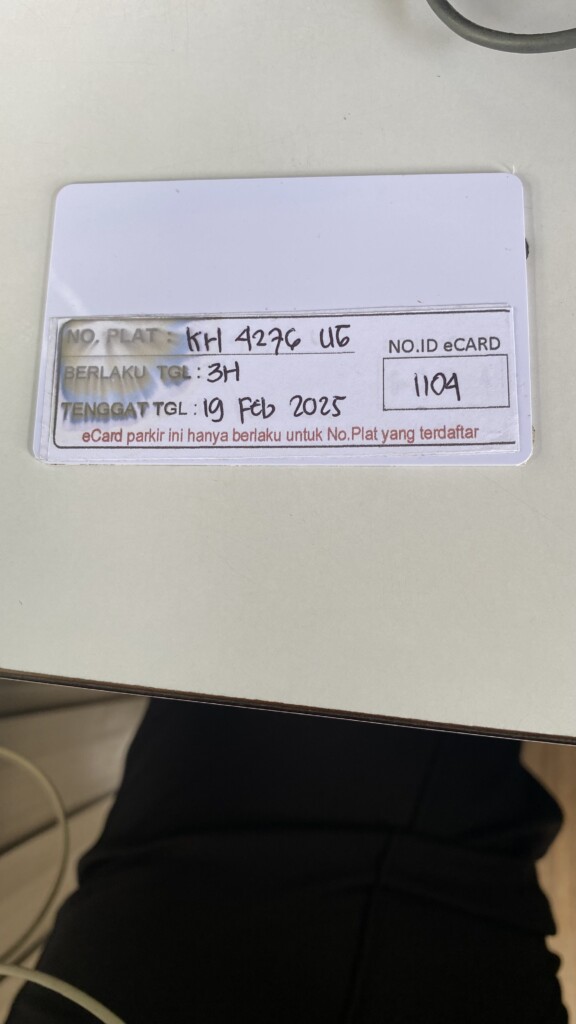 NO. PLAT : KH 4276 UG
BERLAKU TGL : 3H
TENGGAT TGL : 19 Feb 2025
NO.ID eCARD
1104
eCard parkir ini hanya berlaku untuk No.Plat yang terdaftar